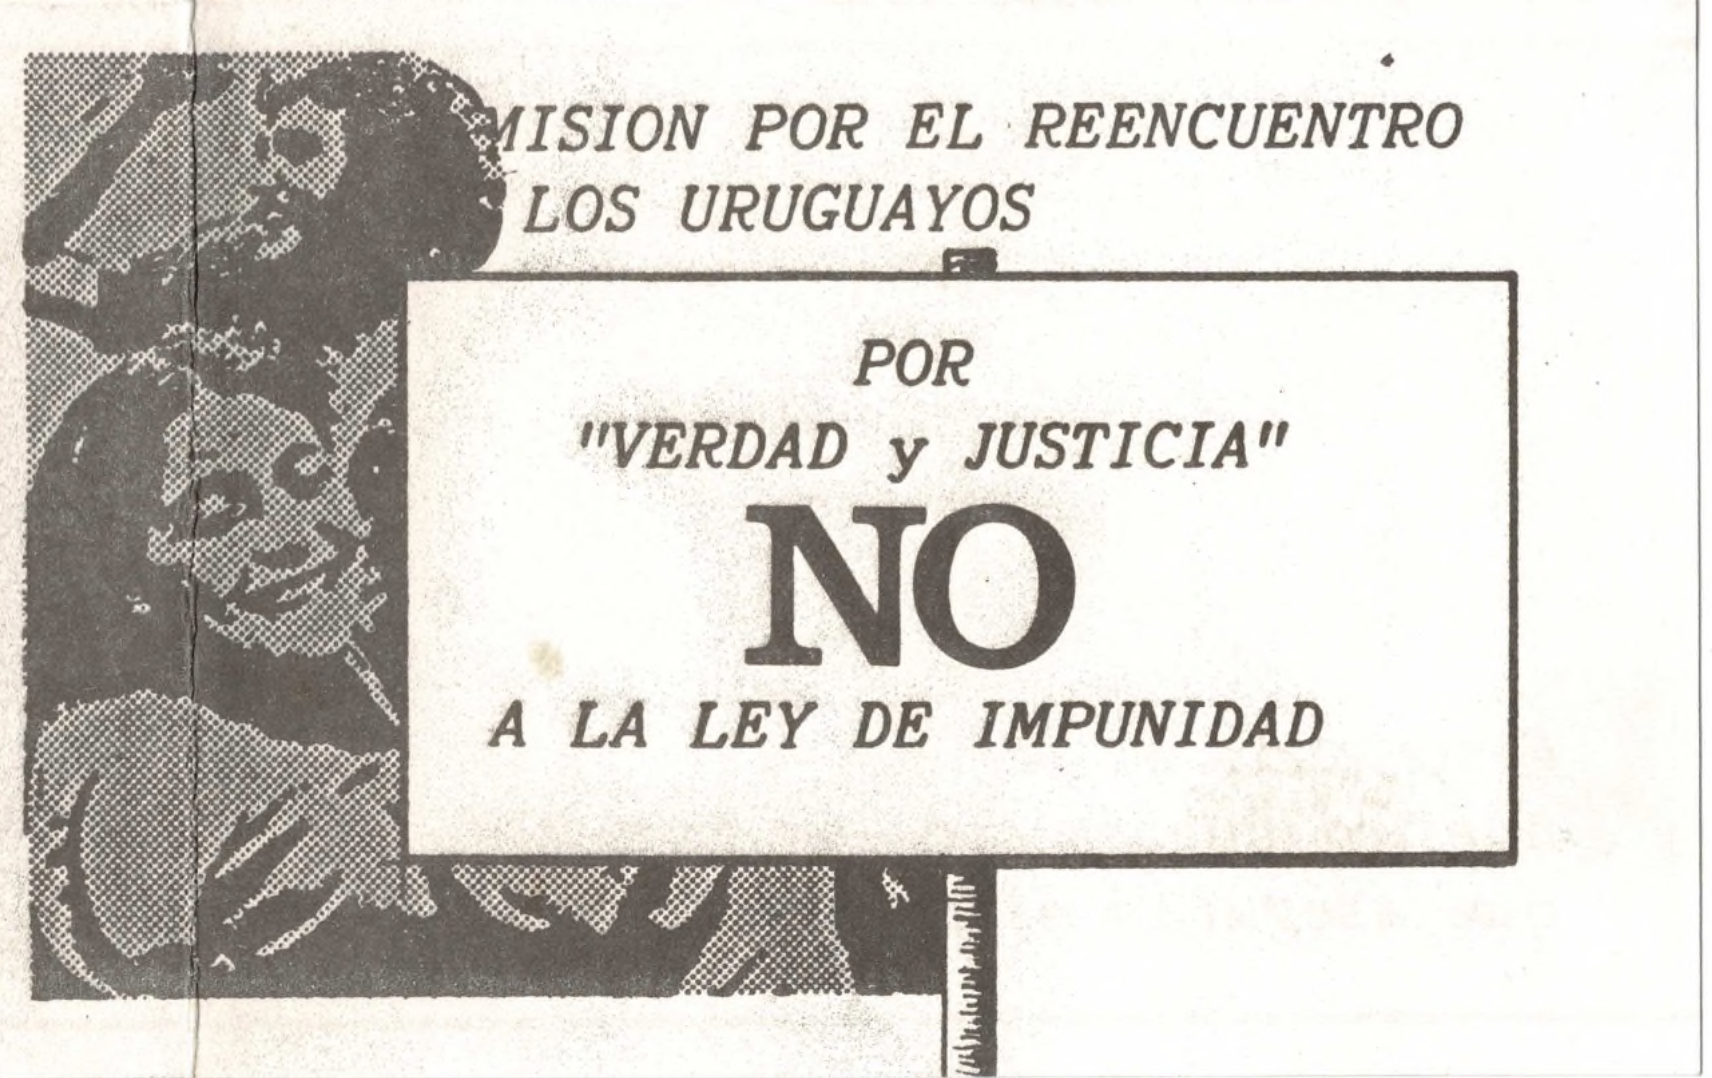 MISION POR EL REENCUENTRO
LOS URUGUAYOS
POR
"VERDAD y JUSTICIA"
NO
A LA LEY DE IMPUNIDAD